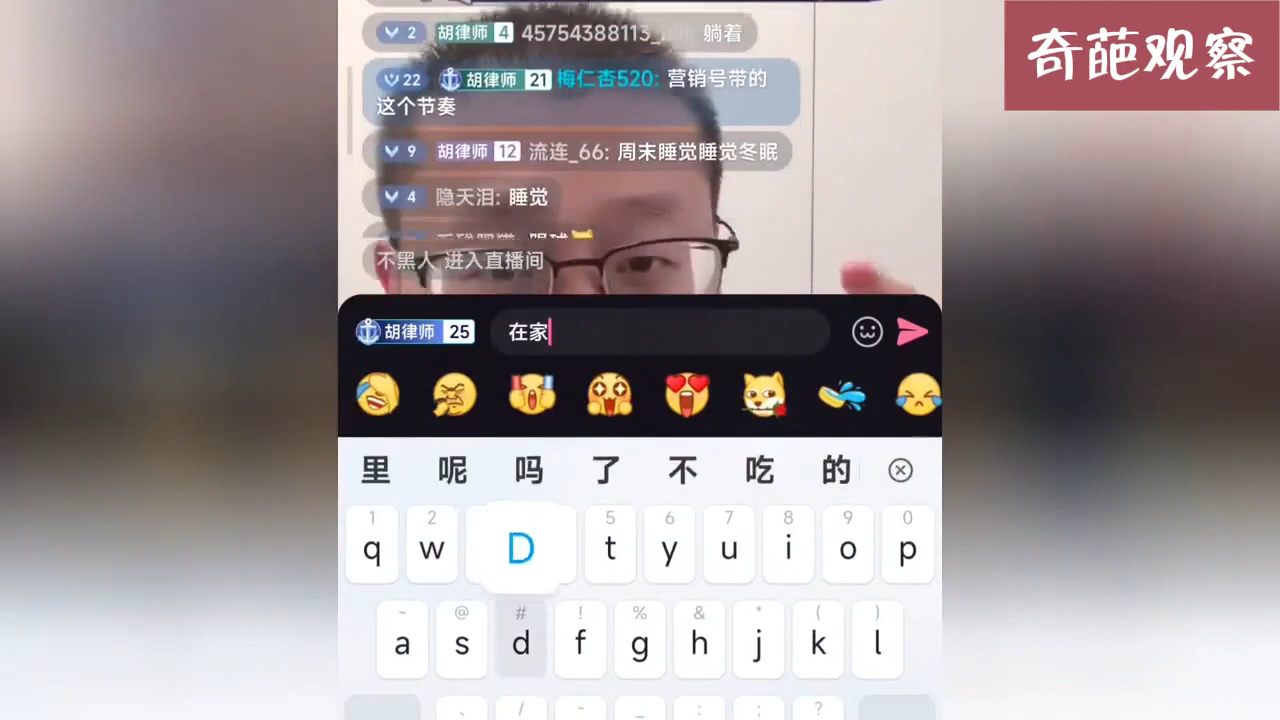 奇葩观察
2 胡律师 4 45754388113_ 躺着
22 胡律师 21 梅仁杏520: 营销号带的
这个节奏
9 胡律师 12 流连_66: 周末睡觉睡觉冬眠
4 隐天泪: 睡觉
不黑人 进入直播间
胡律师 25 在家
里 呢 吗 了 不 吃 的
1 2 5 6 7 8 9 0
q w D t y u i o p
~ @ # ! % & * ( )
a s d f g h j k l
、 / - _ : ; ?